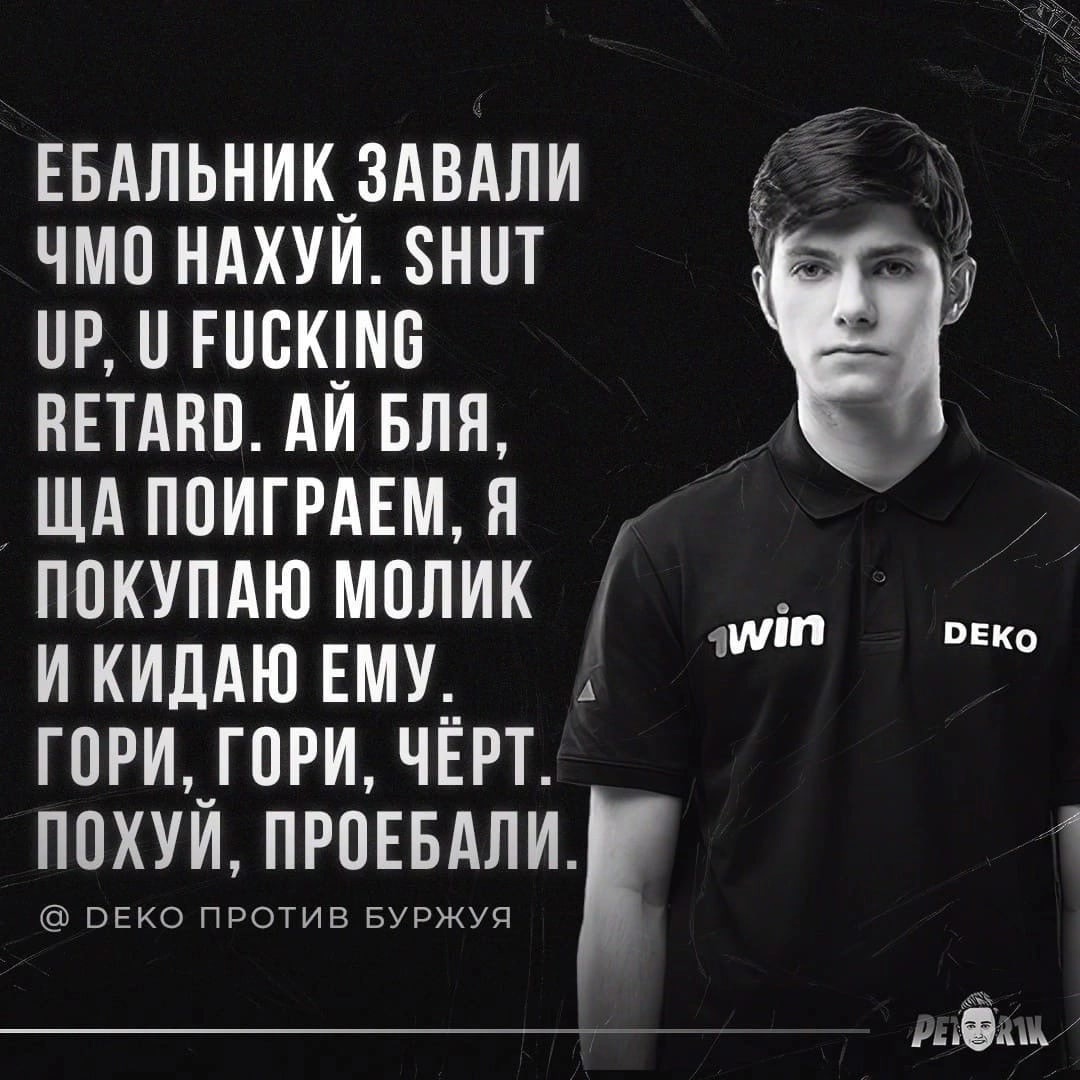 ЕБАЛЬНИК ЗАВАЛИ
ЧМО НАХУЙ. SHUT
UP, U FUCKING
RETARD. АЙ БЛЯ,
ЩА ПОИГРАЕМ, Я
ПОКУПАЮ МОЛИК
И КИДАЮ ЕМУ.
ГОРИ, ГОРИ, ЧЁРТ.
ПОХУЙ, ПРОЕБАЛИ.
@ DEKO ПРОТИВ БУРЖУЯ
1win
DEKO